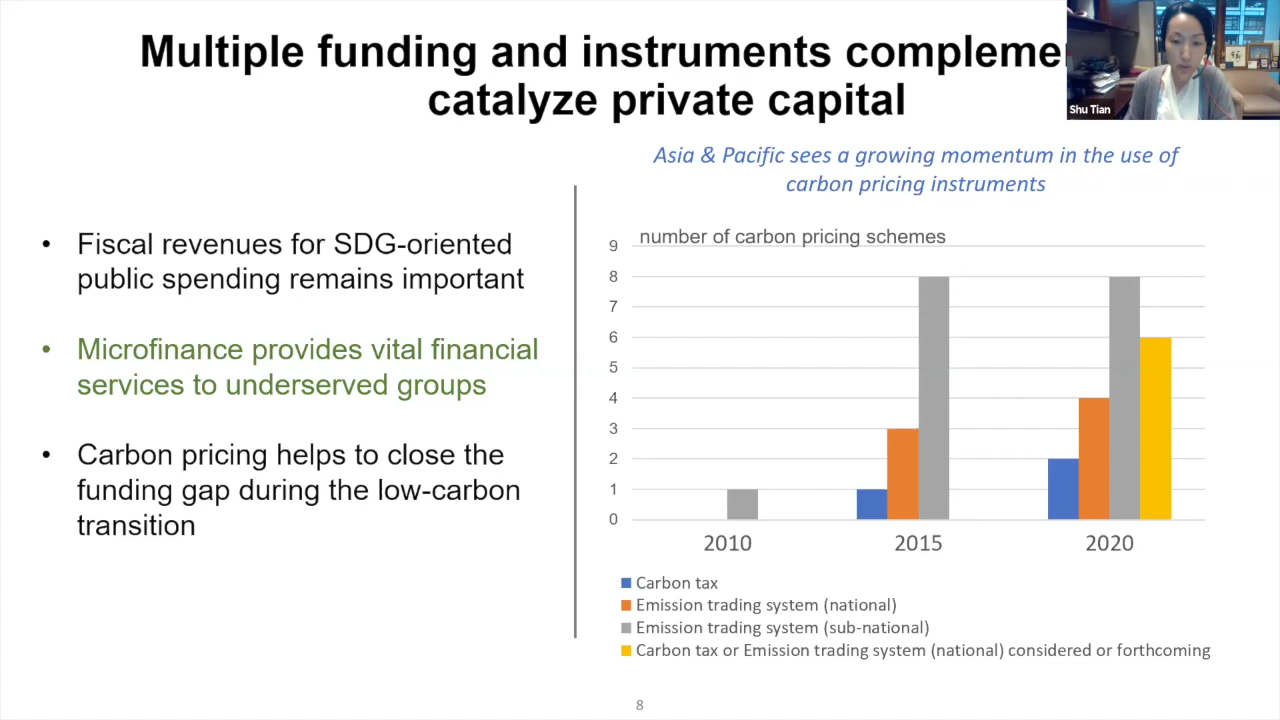 Multiple funding and instruments
catalyze private capital
Shu Tian
Asia & Pacific sees a growing momentum in the use of
carbon pricing instruments
• Fiscal revenues for SDG-oriented
public spending remains important
• Microfinance provides vital financial
services to underserved groups
• Carbon pricing helps to close the
funding gap during the low-carbon
transition
number of carbon pricing schemes
9
8
7
6
5
4
3
2
1
0
2010 2015 2020
Carbon tax
Emission trading system (national)
Emission trading system (sub-national)
Carbon tax or Emission trading system (national) considered or forthcoming
8